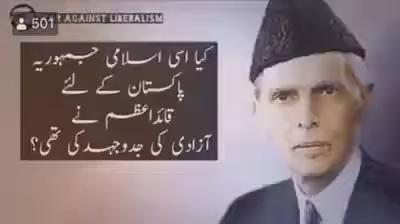 501
AGAINST LIBERALISM
کیا اسی اسلامی جمہوریہ
پاکستان کے لئے
قائداعظم نے
آزادی کی جدوجہد کی تھی؟